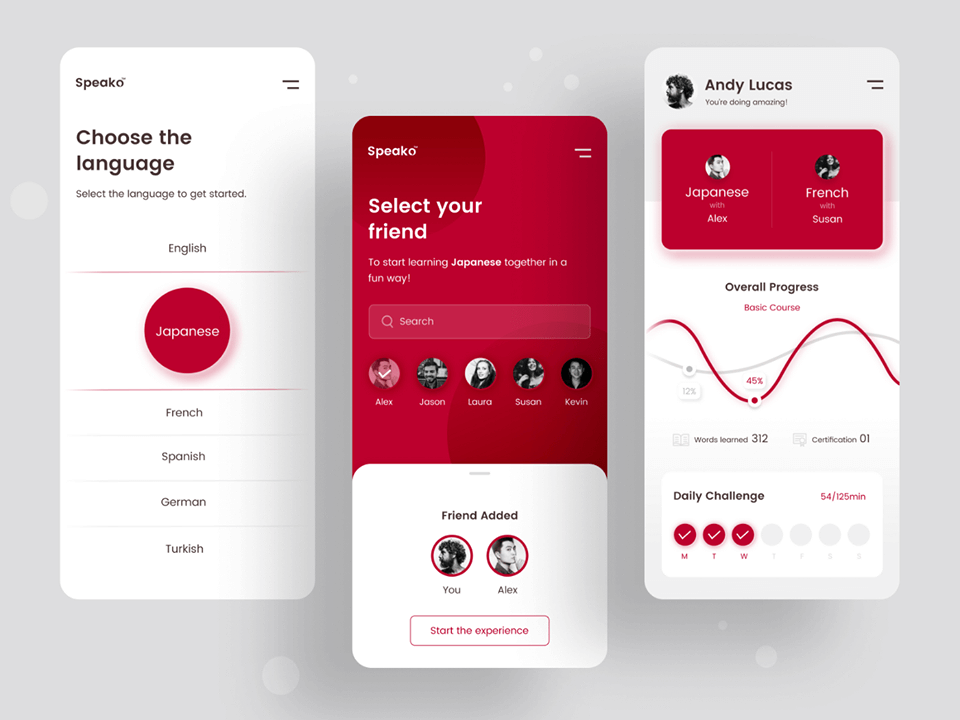 Speako™
Choose the
language
Select the language to get started.
English
Japanese
French
Spanish
German
Turkish
Speako™
Select your
friend
To start learning Japanese together in a
fun way!
Search
Alex
Jason
Laura
Susan
Kevin
Friend Added
You
Alex
Start the experience
Andy Lucas
You're doing amazing!
Japanese
with
Alex
French
with
Susan
Overall Progress
Basic Course
12%
45%
Words learned 312
Certification 01
Daily Challenge
54/125min
M T W T F S S